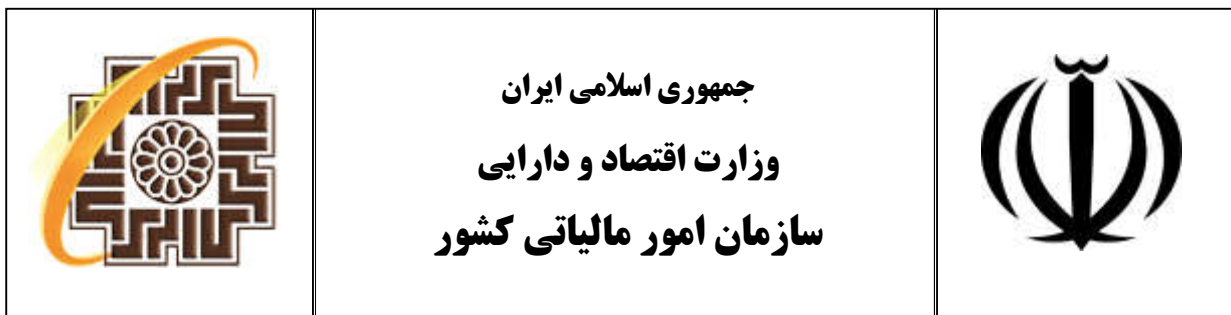 جمهوری اسلامی ایران
وزارت اقتصاد و دارایی
سازمان امور مالیاتی کشور